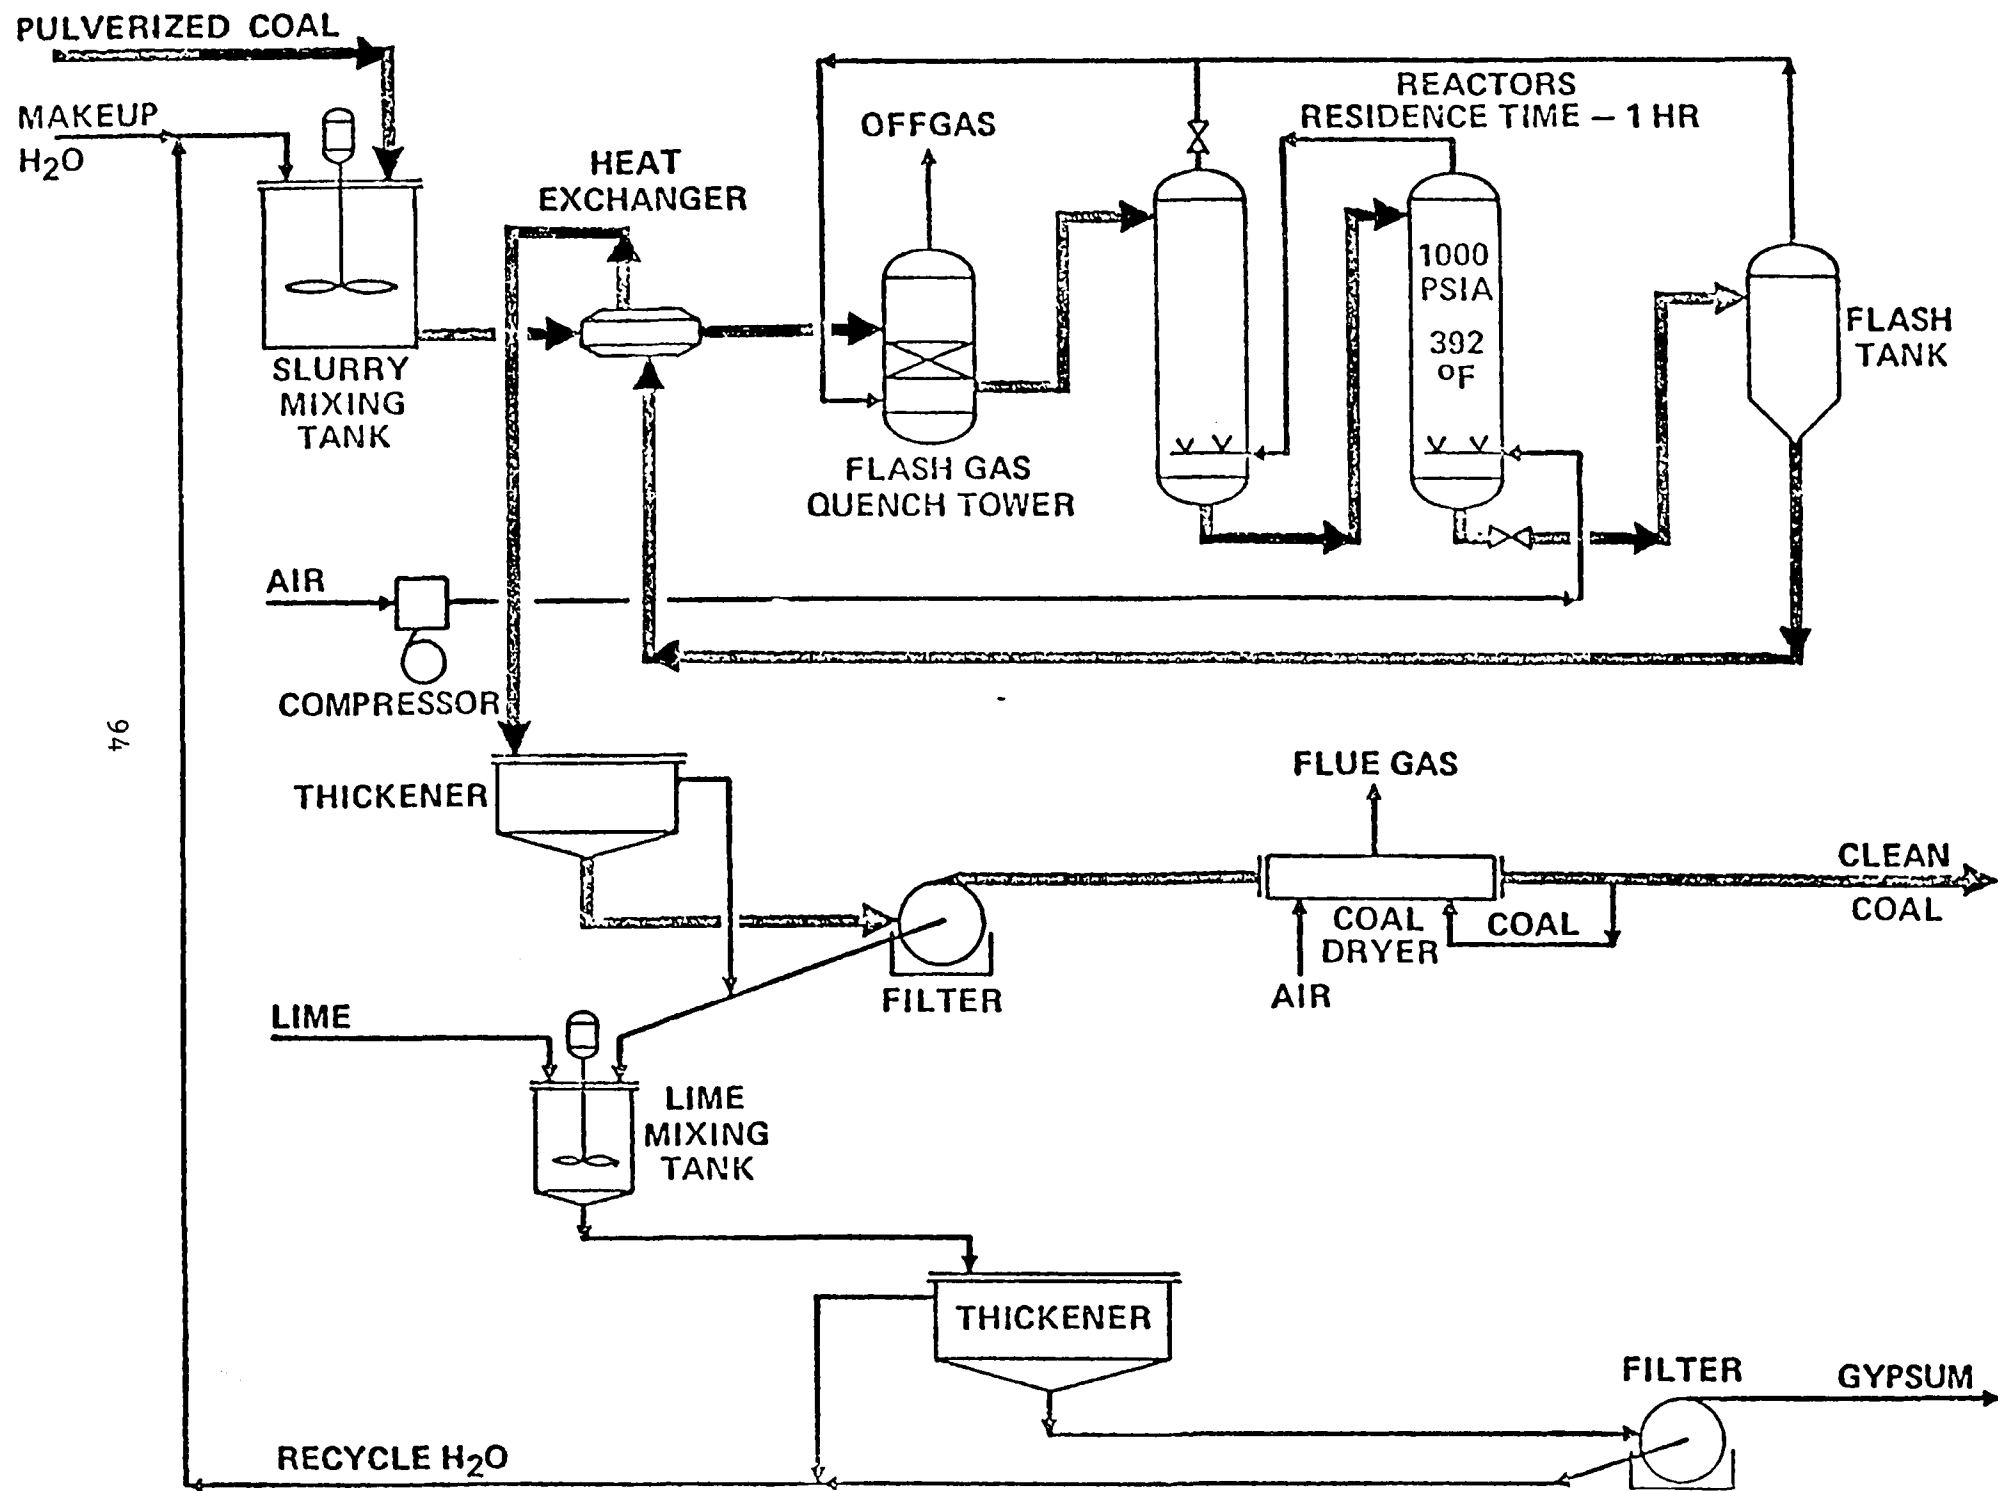 PULVERIZED COAL
MAKEUP
H2O
SLURRY
MIXING
TANK
HEAT
EXCHANGER
OFFGAS
FLASH GAS
QUENCH TOWER
REACTORS
RESIDENCE TIME – 1 HR
1000
PSIA
392
°F
FLASH
TANK
AIR
COMPRESSOR
94
THICKENER
FILTER
FLUE GAS
COAL
DRYER
AIR
COAL
CLEAN
COAL
LIME
LIME
MIXING
TANK
THICKENER
FILTER
GYPSUM
RECYCLE H2O